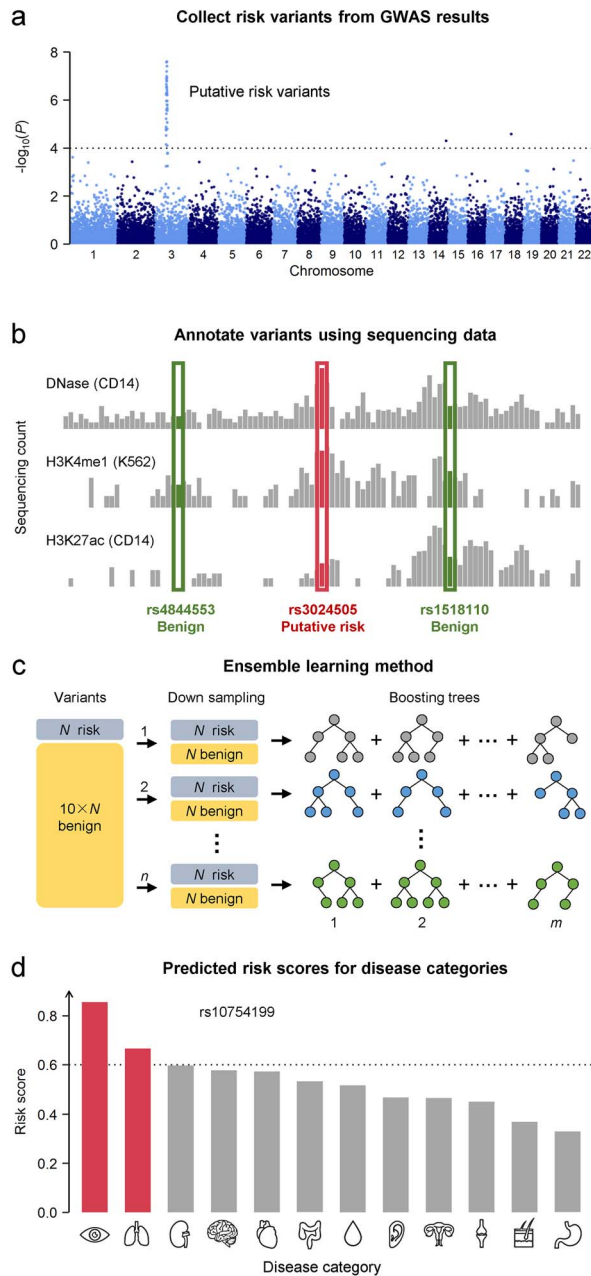 a
Collect risk variants from GWAS results
8
6
4
2
0
-log10(P)
Putative risk variants
1 2 3 4 5 6 7 8 9 10 11 12 13 14 15 16 17 18 19 20 21 22
Chromosome
b
Annotate variants using sequencing data
Sequencing count
DNase (CD14)
H3K4me1 (K562)
H3K27ac (CD14)
rs4844553 rs3024505 rs1518110
Benign Putative risk Benign
c
Ensemble learning method
Variants Down sampling Boosting trees
N risk
10×N
benign
1
N risk
N benign
+ + ··· +
2
N risk
N benign
+ + ··· +
n
N risk
N benign
+ + ··· +
1 2 m
d
Predicted risk scores for disease categories
rs10754199
0.8
0.6
0.4
0.2
0.0
Risk score
Disease category